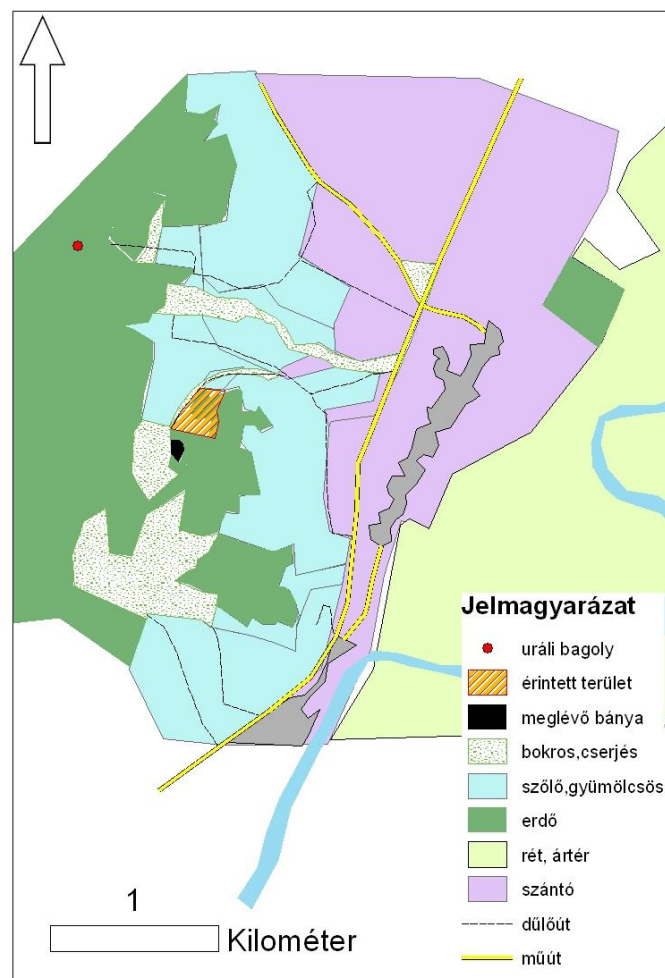 Jelmagyarázat
uráli bagoly
érintett terület
meglévő bánya
bokros,cserjés
szőlő,gyümölcsös
erdő
rét, ártér
szántó
dűlőút
műút
1
Kilométer